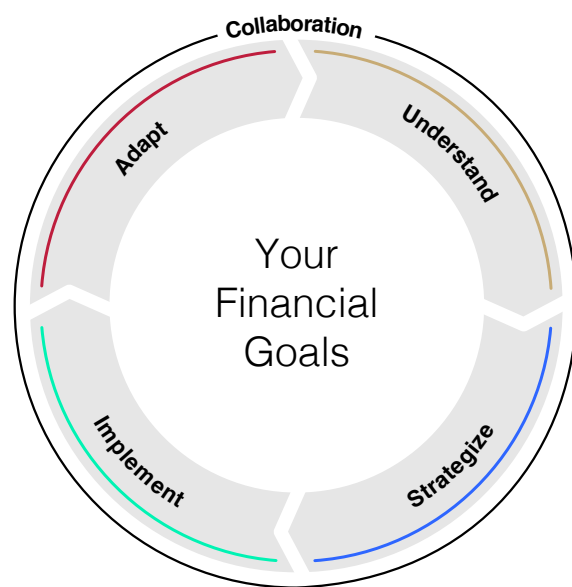 Collaboration
Understand
Strategize
Implement
Adapt
Your
Financial
Goals